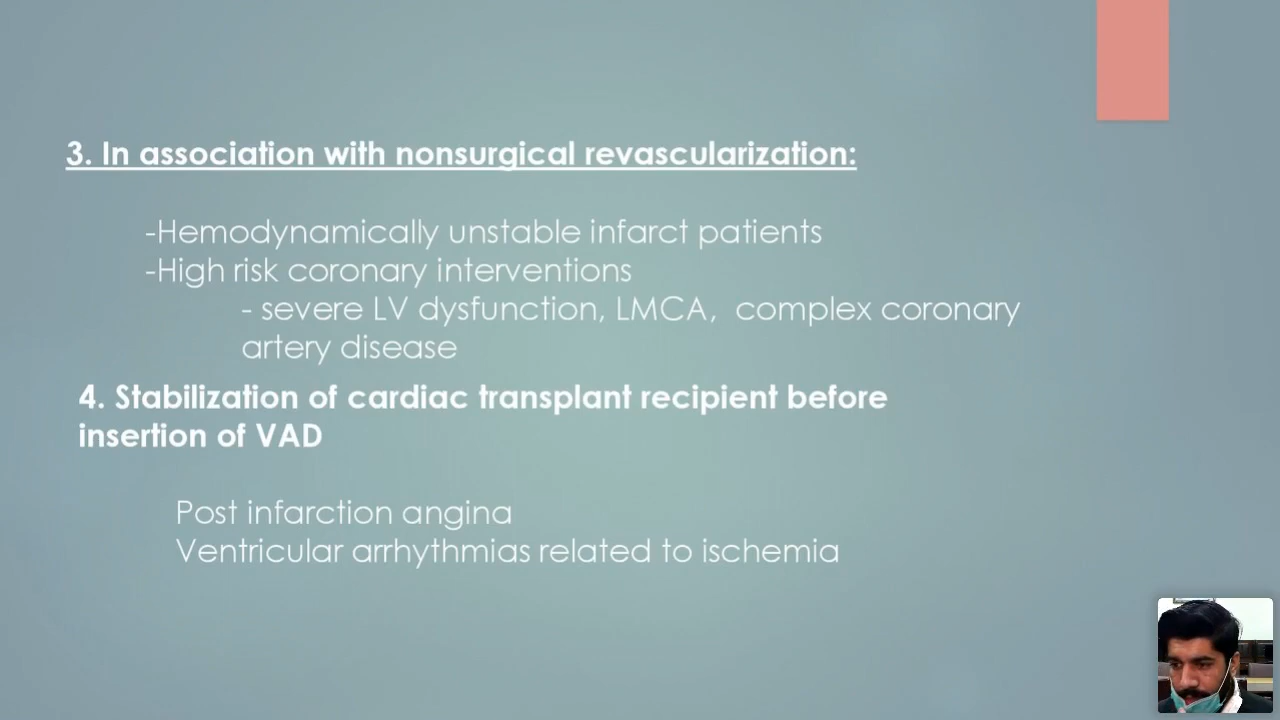 3. In association with nonsurgical revascularization:
-Hemodynamically unstable infarct patients
-High risk coronary interventions
- severe LV dysfunction, LMCA, complex coronary
artery disease
4. Stabilization of cardiac transplant recipient before
insertion of VAD
Post infarction angina
Ventricular arrhythmias related to ischemia